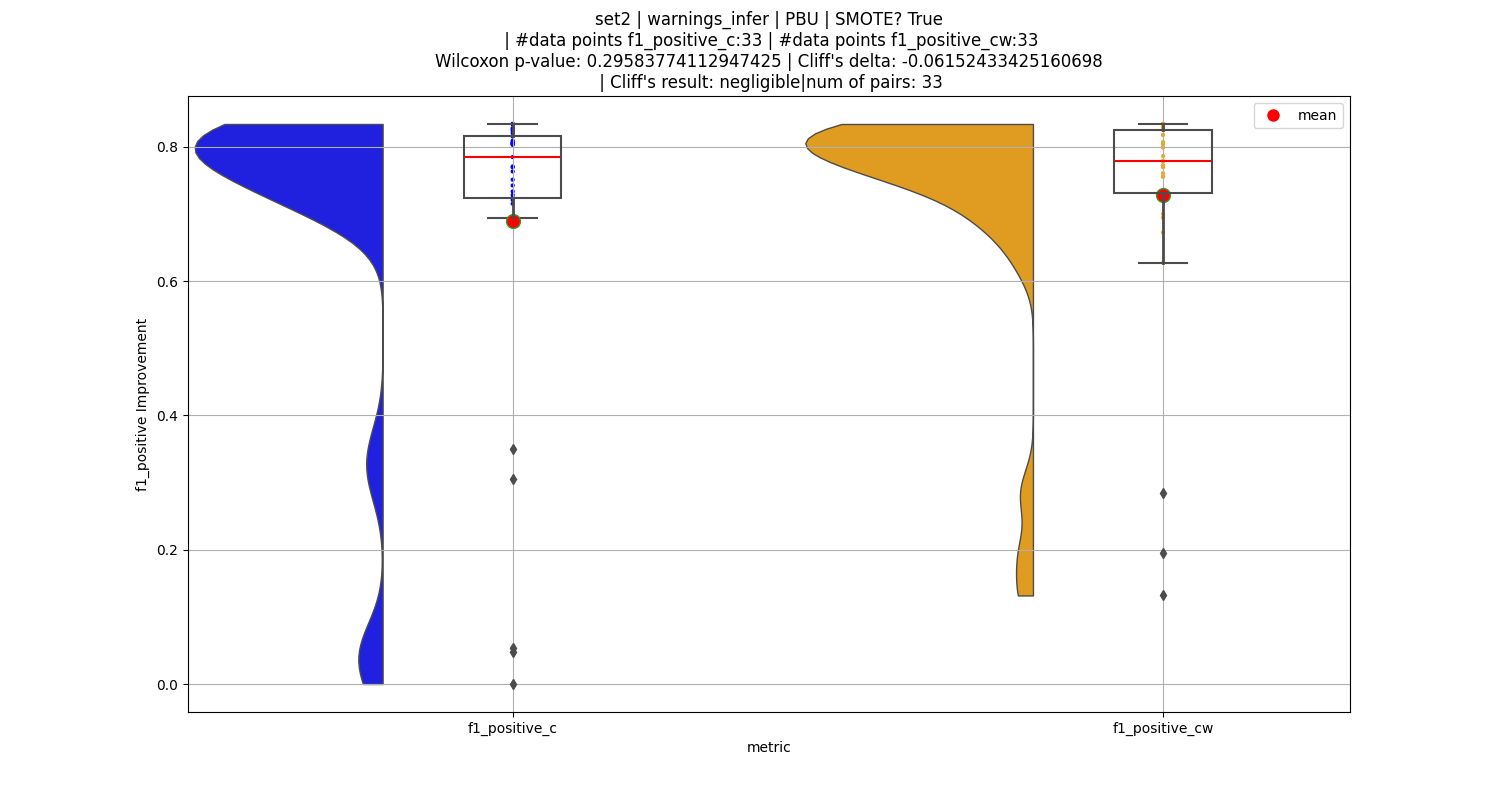 set2 | warnings_infer | PBU | SMOTE? True
| #data points f1_positive_c:33 | #data points f1_positive_cw:33
Wilcoxon p-value: 0.29583774112947425 | Cliff's delta: -0.06152433425160698
| Cliff's result: negligible|num of pairs: 33
mean
f1_positive Improvement
0.8
0.6
0.4
0.2
0.0
f1_positive_c
f1_positive_cw
metric